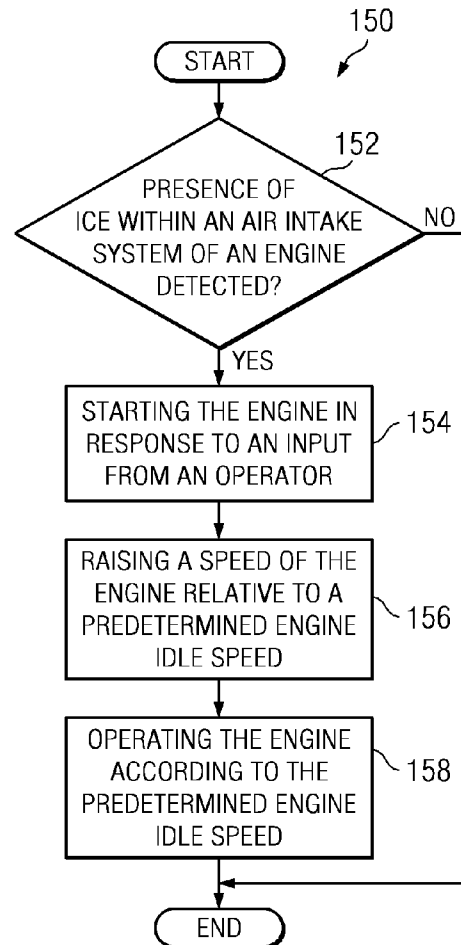 150
START
152
PRESENCE OF
ICE WITHIN AN AIR INTAKE
SYSTEM OF AN ENGINE
DETECTED?
NO
YES
STARTING THE ENGINE IN
RESPONSE TO AN INPUT
FROM AN OPERATOR
154
RAISING A SPEED OF THE
ENGINE RELATIVE TO A
PREDETERMINED ENGINE
IDLE SPEED
156
OPERATING THE ENGINE
ACCORDING TO THE
PREDETERMINED ENGINE
IDLE SPEED
158
END